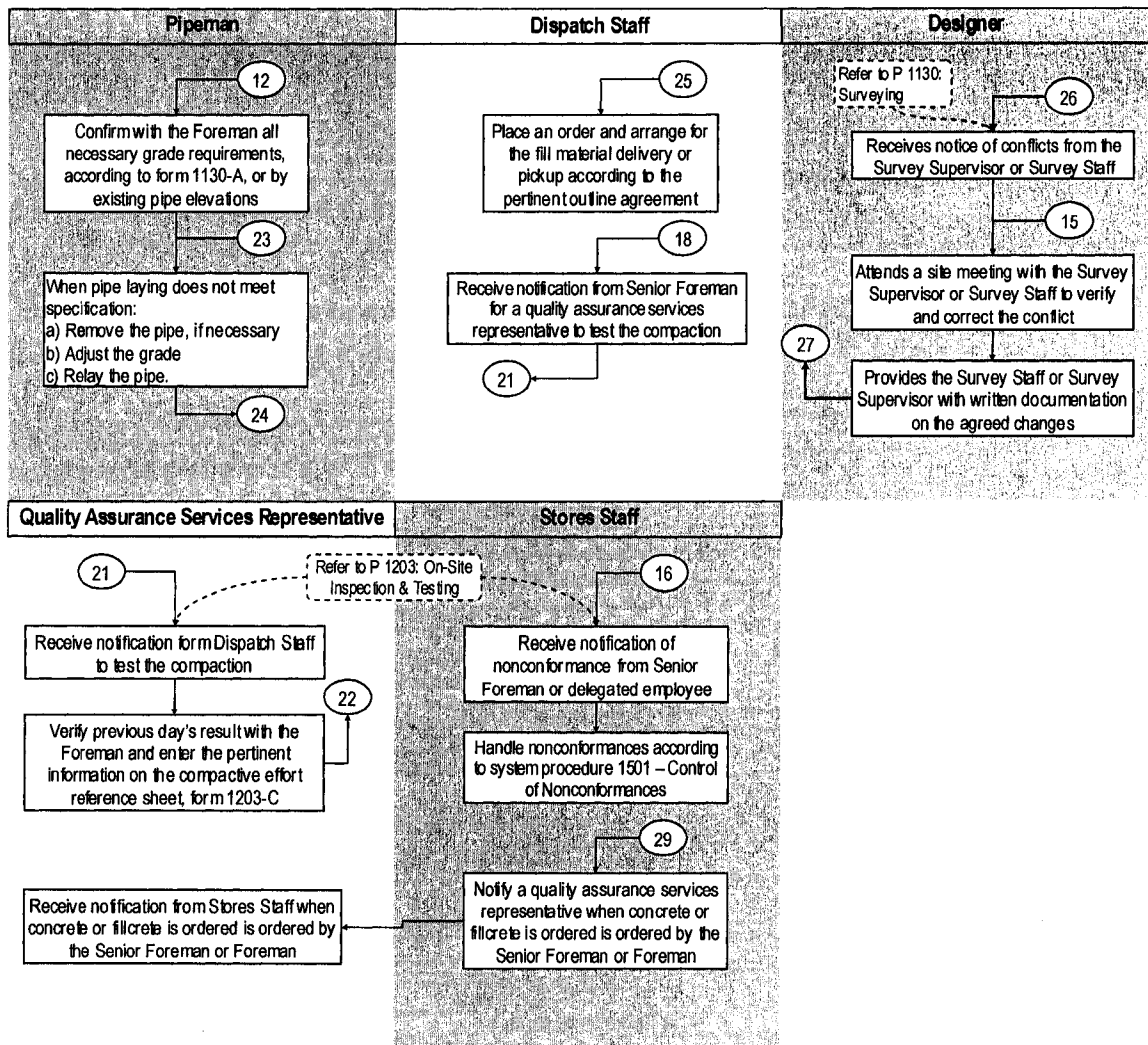 Pipeman
12
Confirm with the Foreman all
necessary grade requirements,
according to form 1130-A, or by
existing pipe elevations
23
When pipe laying does not meet
specification:
a) Remove the pipe, if necessary
b) Adjust the grade
c) Relay the pipe.
24
Dispatch Staff
25
Place an order and arrange for
the fill material delivery or
pickup according to the
pertinent outline agreement
18
Receive notification from Senior Foreman
for a quality assurance services
representative to test the compaction
21
Designer
Refer to P 1130:
Surveying
26
Receives notice of conflicts from the
Survey Supervisor or Survey Staff
15
Attends a site meeting with the Survey
Supervisor or Survey Staff to verify
and correct the conflict
27
Provides the Survey Staff or Survey
Supervisor with written documentation
on the agreed changes
Quality Assurance Services Representative
21
Refer to P 1203: On-Site
Inspection & Testing
Receive notification form Dispatch Staff
to test the compaction
22
Verify previous day's result with the
Foreman and enter the pertinent
information on the compactive effort
reference sheet, form 1203-C
Receive notification from Stores Staff when
concrete or fillcrete is ordered is ordered by
the Senior Foreman or Foreman
Stores Staff
16
Receive notification of
nonconformance from Senior
Foreman or delegated employee
Handle nonconformances according
to system procedure 1501 – Control
of Nonconformances
29
Notify a quality assurance services
representative when concrete or
fillcrete is ordered is ordered by the
Senior Foreman or Foreman